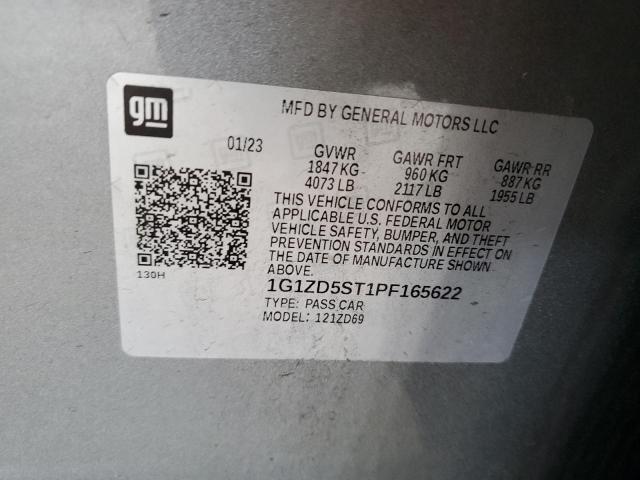 gm
MFD BY GENERAL MOTORS LLC
01/23
GVWR GAWR FRT GAWR RR
1847 KG 960 KG 887 KG
4073 LB 2117 LB 1955 LB
THIS VEHICLE CONFORMS TO ALL
APPLICABLE U.S. FEDERAL MOTOR
VEHICLE SAFETY, BUMPER, AND THEFT
PREVENTION STANDARDS IN EFFECT ON
THE DATE OF MANUFACTURE SHOWN
ABOVE.
130H
1G1ZD5ST1PF165622
TYPE: PASS CAR
MODEL: 121ZD69